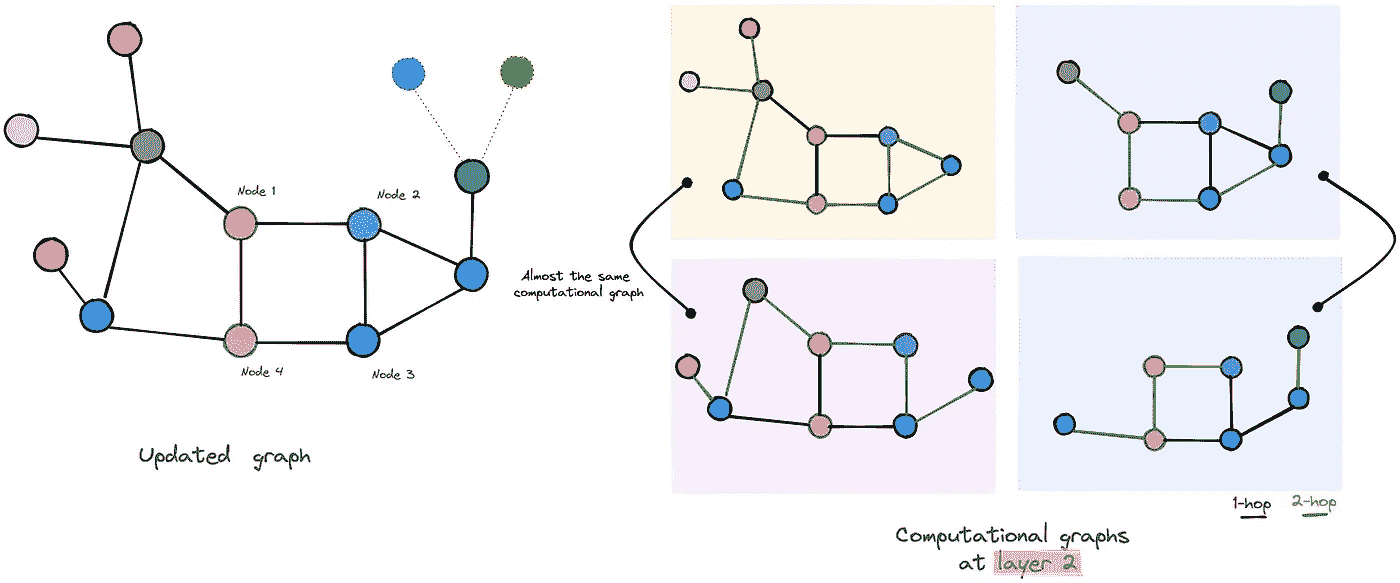 Node 1
Node 2
Almost the same
computational graph
Node 4
Node 3
Updated graph
1-hop 2-hop
Computational graphs
at layer 2